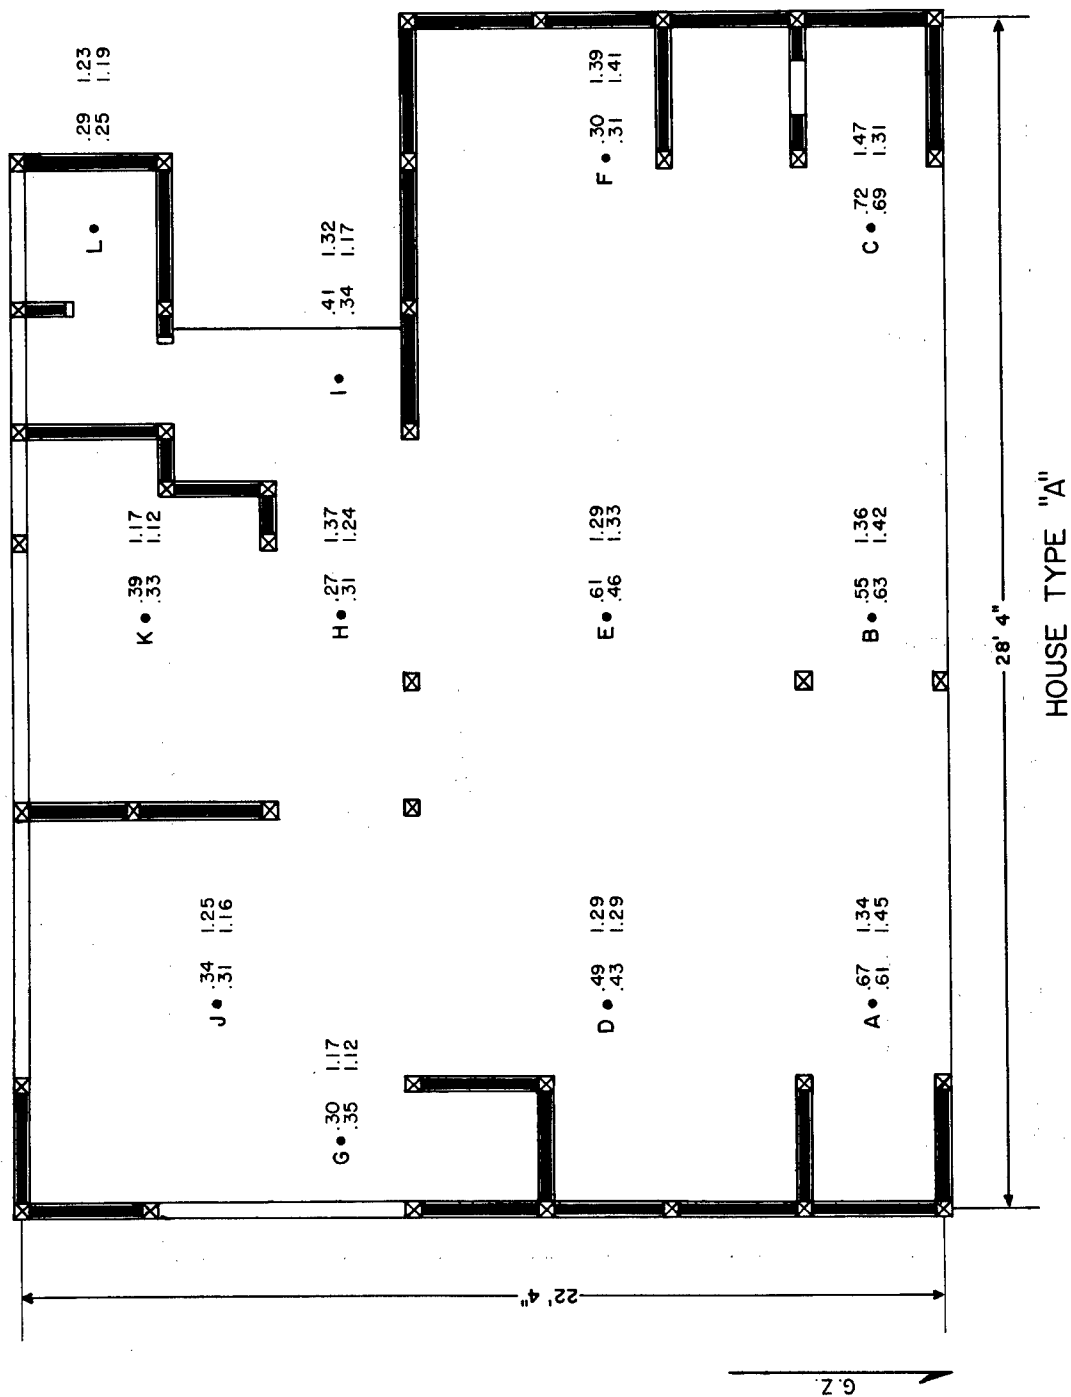 L • .29 1.23
.25 1.19
K • .39 1.17
.33 1.12
J • .34 1.25
.31 1.16
G • .30 1.17
.35 1.12
H • .27 1.37
.31 1.24
I • .41 1.32
.34 1.17
D • .49 1.29
.43 1.29
E • .61 1.29
.46 1.33
F • .30 1.39
.31 1.41
A • .67 1.34
.61 1.45
B • .55 1.36
.63 1.42
C • .72 1.47
.69 1.31
22' 4"
G.Z.
28' 4"
HOUSE TYPE "A"